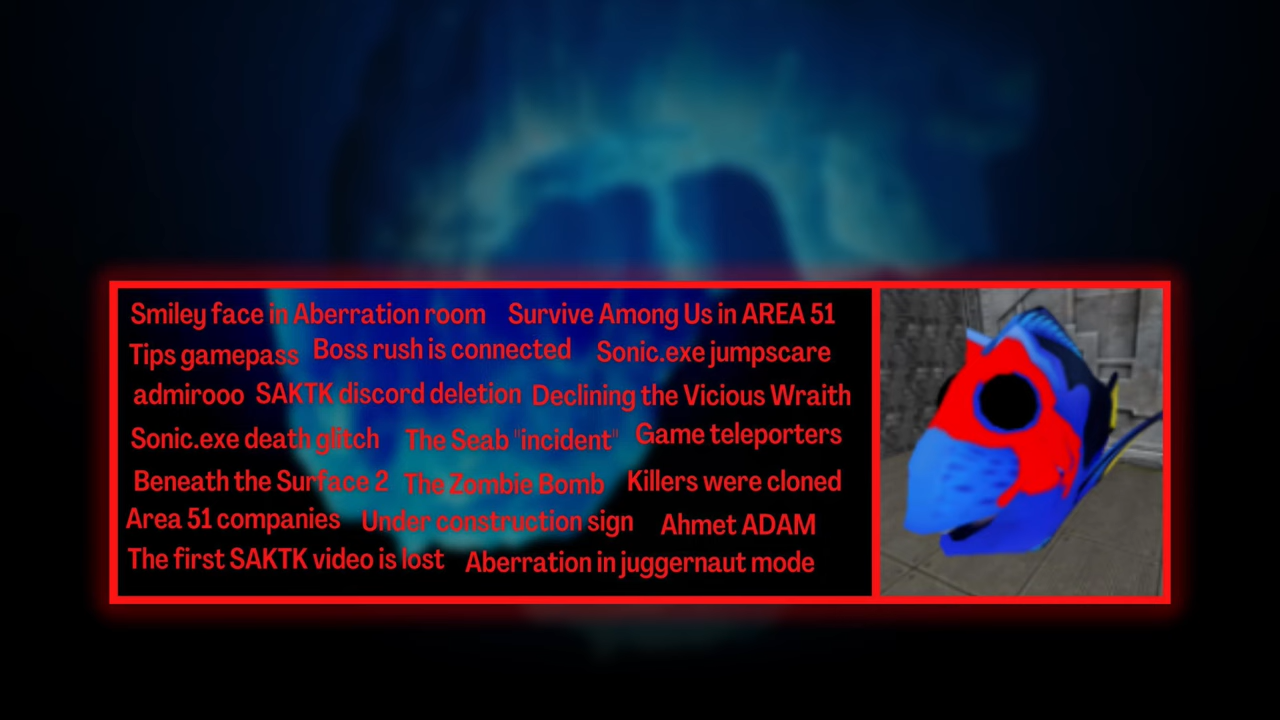 Smiley face in Aberration room Survive Among Us in AREA 51
Tips gamepass Boss rush is connected Sonic.exe jumpscare
admirooo SAKTK discord deletion Declining the Vicious Wraith
Sonic.exe death glitch The Seab "incident" Game teleporters
Beneath the Surface 2 The Zombie Bomb Killers were cloned
Area 51 companies Under construction sign Ahmet ADAM
The first SAKTK video is lost Aberration in juggernaut mode